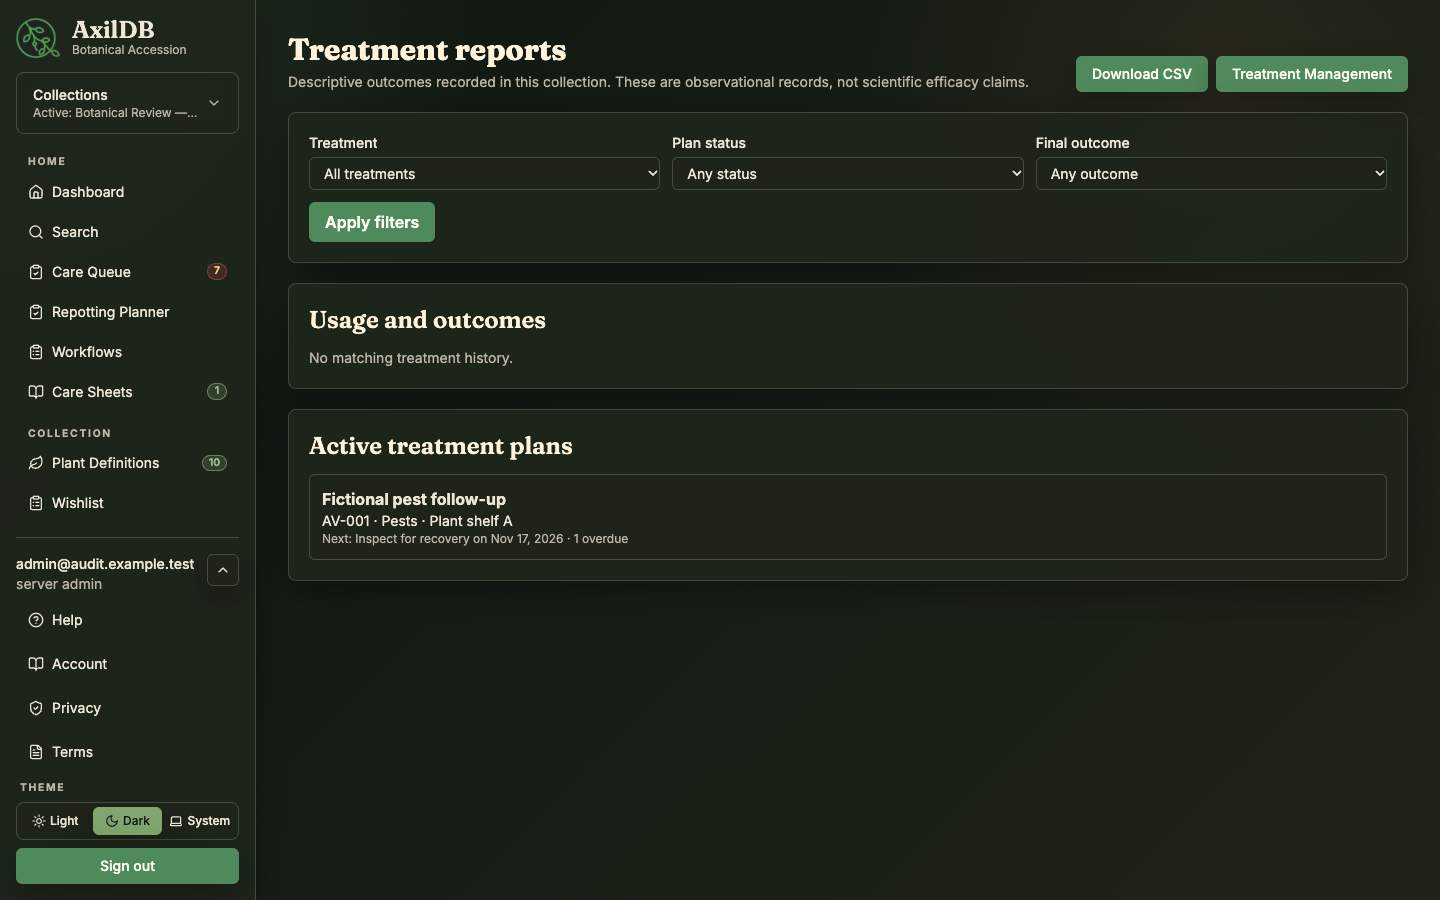 AxilDB
Botanical Accession
Collections
Active: Botanical Review —...
HOME
Dashboard
Search
Care Queue 7
Repotting Planner
Workflows
Care Sheets 1
COLLECTION
Plant Definitions 10
Wishlist
admin@audit.example.test
server admin
Help
Account
Privacy
Terms
THEME
Light Dark System
Sign out
Treatment reports
Descriptive outcomes recorded in this collection. These are observational records, not scientific efficacy claims.
Download CSV Treatment Management
Treatment Plan status Final outcome
All treatments Any status Any outcome
Apply filters
Usage and outcomes
No matching treatment history.
Active treatment plans
Fictional pest follow-up
AV-001 · Pests · Plant shelf A
Next: Inspect for recovery on Nov 17, 2026 · 1 overdue